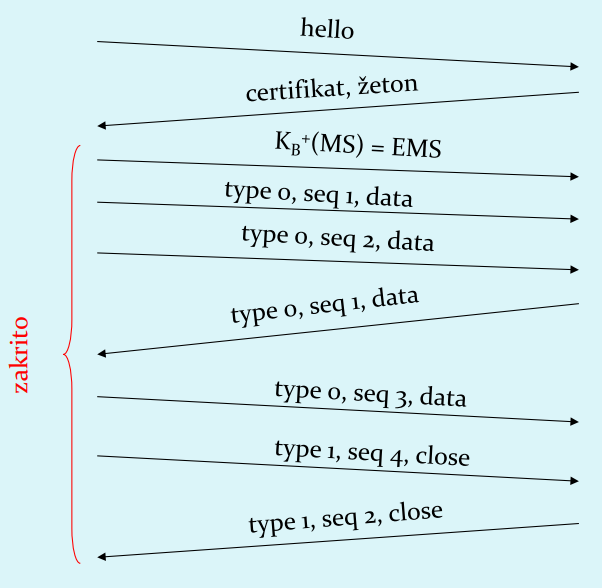 hello
certifikat, žeton
K_B⁺(MS) = EMS
type 0, seq 1, data
type 0, seq 2, data
type 0, seq 1, data
zakrito
type 0, seq 3, data
type 1, seq 4, close
type 1, seq 2, close